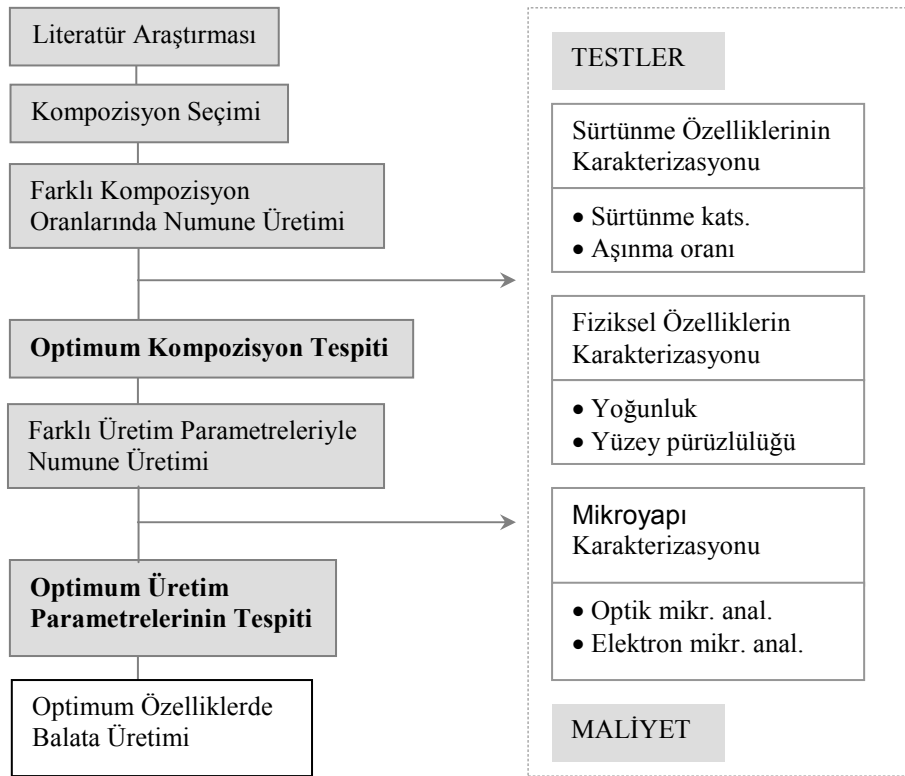 Literatür Araştırması
Kompozisyon Seçimi
Farklı Kompozisyon
Oranlarında Numune Üretimi
Optimum Kompozisyon Tespiti
Farklı Üretim Parametreleriyle
Numune Üretimi
Optimum Üretim
Parametrelerinin Tespiti
Optimum Özelliklerde
Balata Üretimi
TESTLER
Sürtünme Özelliklerinin
Karakterizasyonu
• Sürtünme kats.
• Aşınma oranı
Fiziksel Özelliklerin
Karakterizasyonu
• Yoğunluk
• Yüzey pürüzlülüğü
Mikroyapı
Karakterizasyonu
• Optik mikr. anal.
• Elektron mikr. anal.
MALİYET